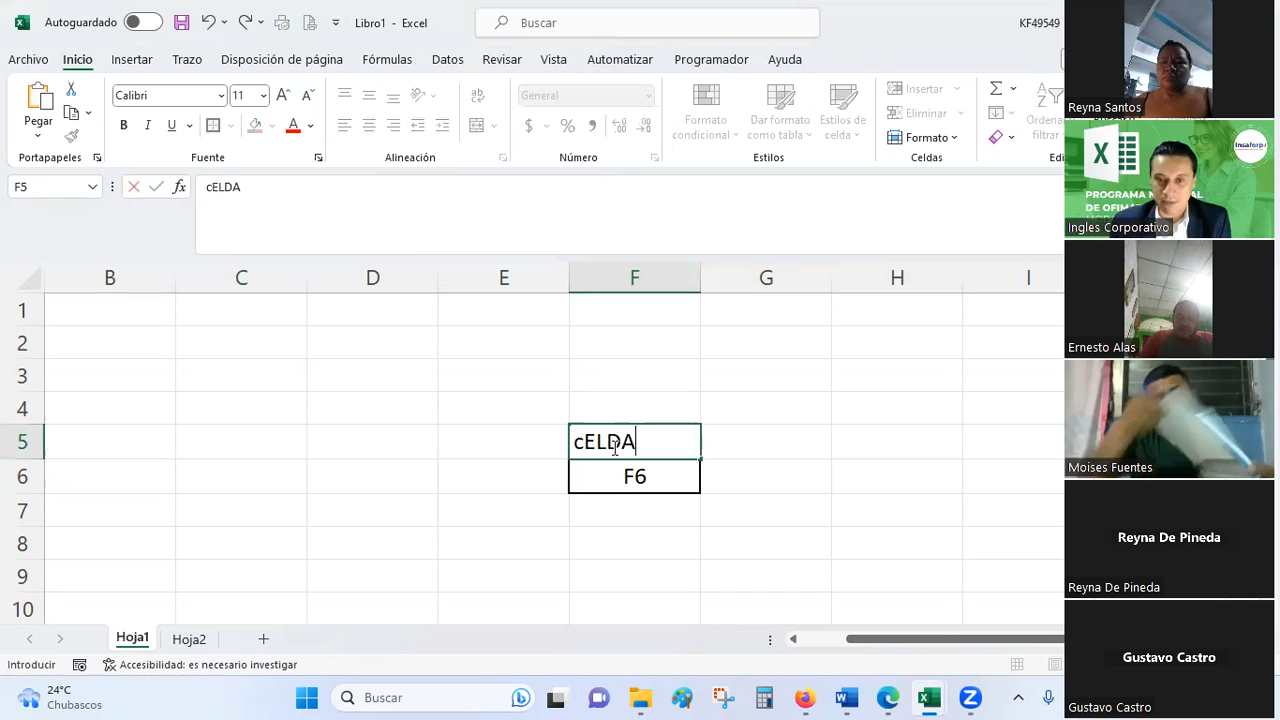 Autoguardado
Libro1 - Excel
Buscar
KF49549
Archivo Inicio Insertar Trazo Disposición de página Fórmulas Datos Revisar Vista Automatizar Programador Ayuda
Pegar
Portapapeles
Calibri 11
N K S
Fuente
Alineación
General
$ % 000
Número
Formato condicional
Dar formato como tabla
Estilos de celda
Estilos
Insertar
Eliminar
Formato
Celdas
Ordenar
filtrar
F5
fx
cELDA
B C D E F G H I
1
2
3
4
5 cELDA
6 F6
7
8
9
10
Hoja1 Hoja2
Introducir
Accesibilidad: es necesario investigar
24°C
Chubascos
Buscar
Reyna Santos
Insaforp
PROGRAMA
DE
Ingles Corporativo
Ernesto Alas
Moises Fuentes
Reyna De Pineda
Reyna De Pineda
Gustavo Castro
Gustavo Castro